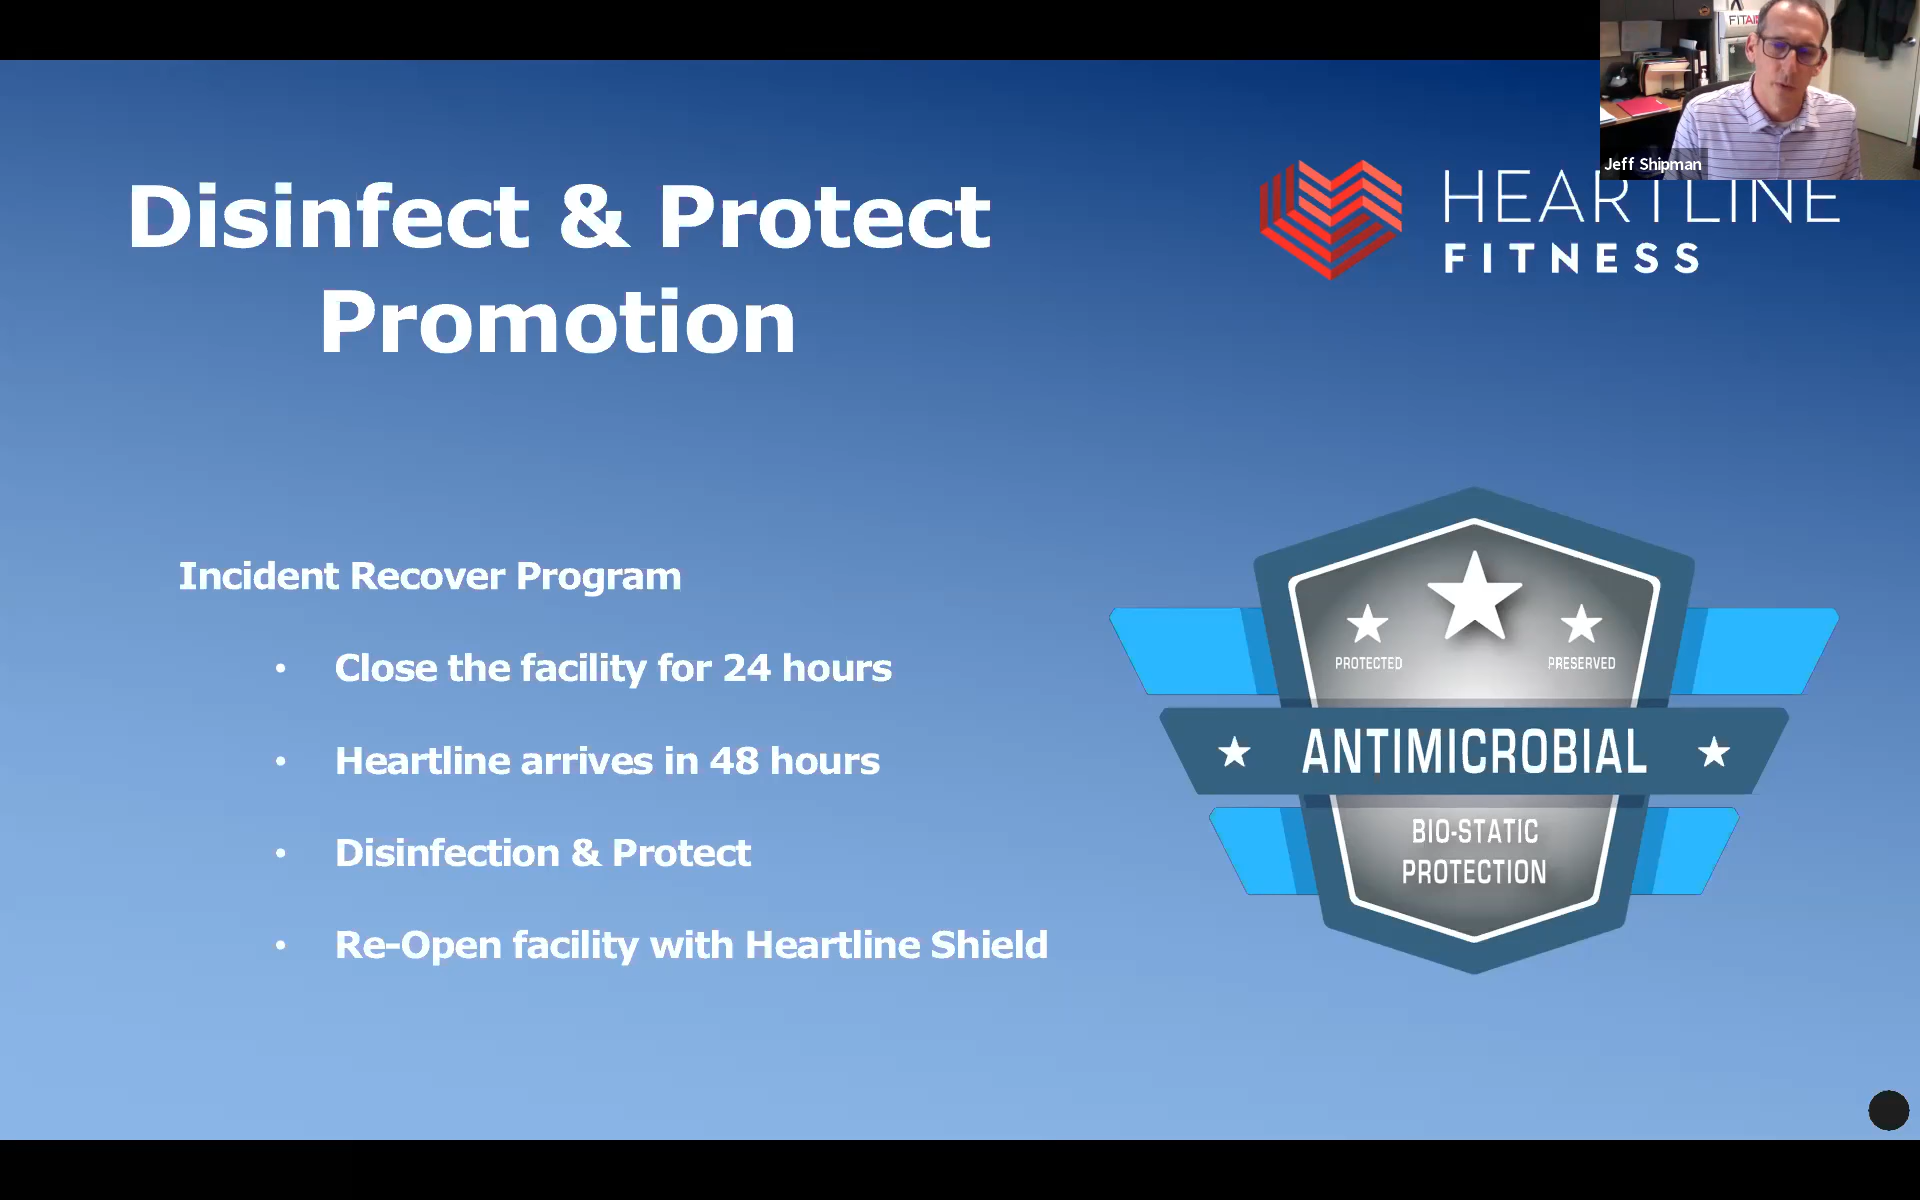 FITAID
Jeff Shipman
Disinfect & Protect
Promotion
HEARTLINE
FITNESS
Incident Recover Program
• Close the facility for 24 hours
• Heartline arrives in 48 hours
• Disinfection & Protect
• Re-Open facility with Heartline Shield
PROTECTED
PRESERVED
ANTIMICROBIAL
BIO-STATIC
PROTECTION